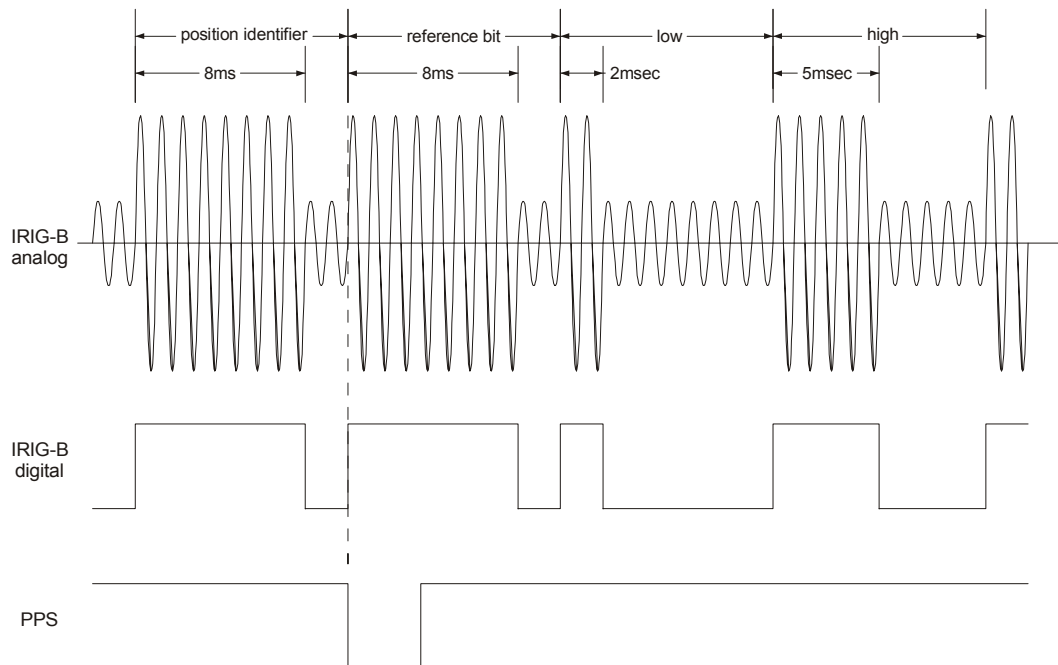 position identifier
reference bit
low
high
8ms
8ms
2msec
5msec
IRIG-B
analog
IRIG-B
digital
PPS